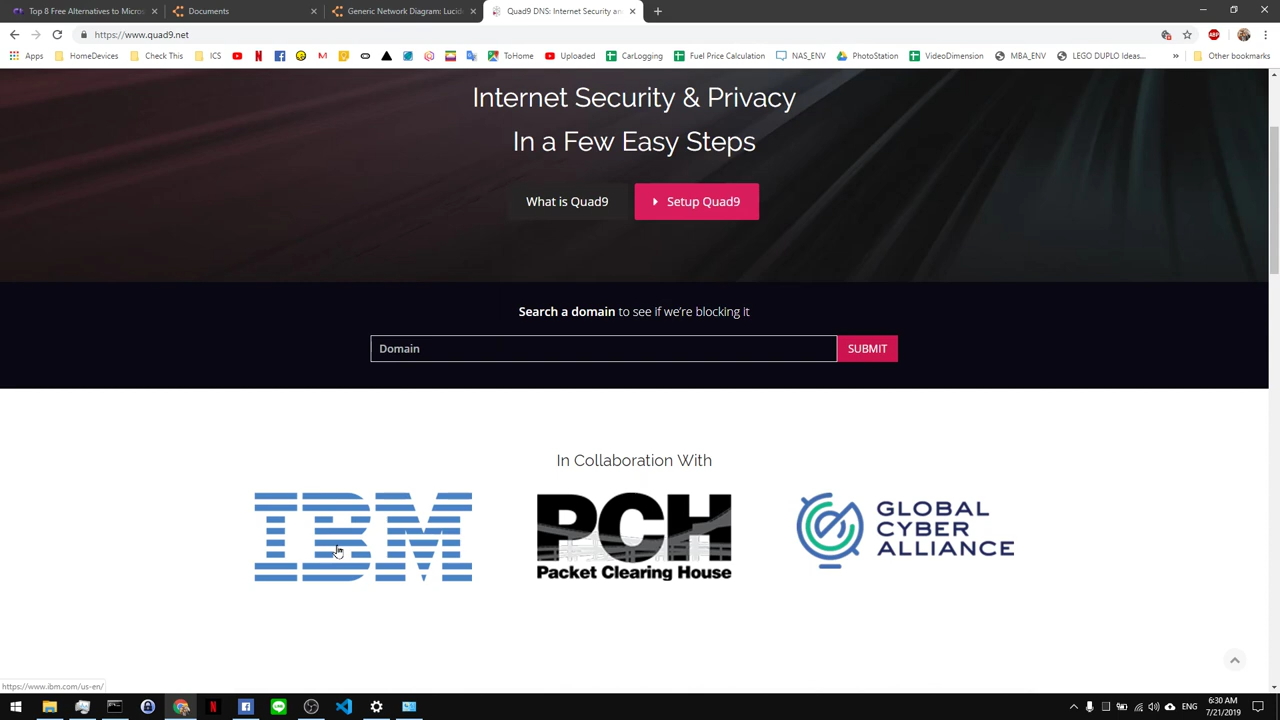 Top 8 Free Alternatives to Micros
Documents
Generic Network Diagram: Lucid
Quad9 DNS: Internet Security an
https://www.quad9.net
ABP
Apps
HomeDevices
Check This
ICS
ToHome
Uploaded
CarLogging
Fuel Price Calculation
NAS_ENV
PhotoStation
VideoDimension
MBA_ENV
LEGO DUPLO Ideas...
»
Other bookmarks
Internet Security & Privacy
In a Few Easy Steps
What is Quad9
Setup Quad9
Search a domain to see if we're blocking it
Domain
SUBMIT
In Collaboration With
IBM
PCH
Packet Clearing House
GLOBAL
CYBER
ALLIANCE
https://www.ibm.com/us-en/
ENG
6:30 AM
7/21/2019